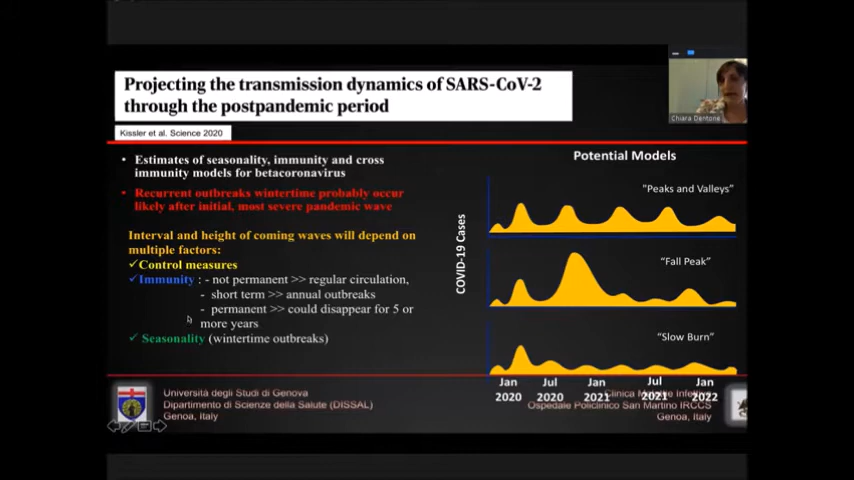 Projecting the transmission dynamics of SARS-CoV-2
through the postpandemic period
Kissler et al. Science 2020
Chiara Dentone
• Estimates of seasonality, immunity and cross
immunity models for betacoronavirus
• Recurrent outbreaks wintertime probably occur
likely after initial, most severe pandemic wave
Interval and height of coming waves will depend on
multiple factors:
✓Control measures
✓Immunity : - not permanent >> regular circulation,
- short term >> annual outbreaks
- permanent >> could disappear for 5 or
more years
✓ Seasonality (wintertime outbreaks)
Potential Models
COVID-19 Cases
"Peaks and Valleys"
"Fall Peak"
"Slow Burn"
Jan Jul Jan Jul Jan
2020 2020 2021 2021 2022
Università degli Studi di Genova
Dipartimento di Scienze della Salute (DISSAL)
Genoa, Italy
Clinica Malattie
Ospedale Policlinico San Martino IRCCS
Genoa, Italy